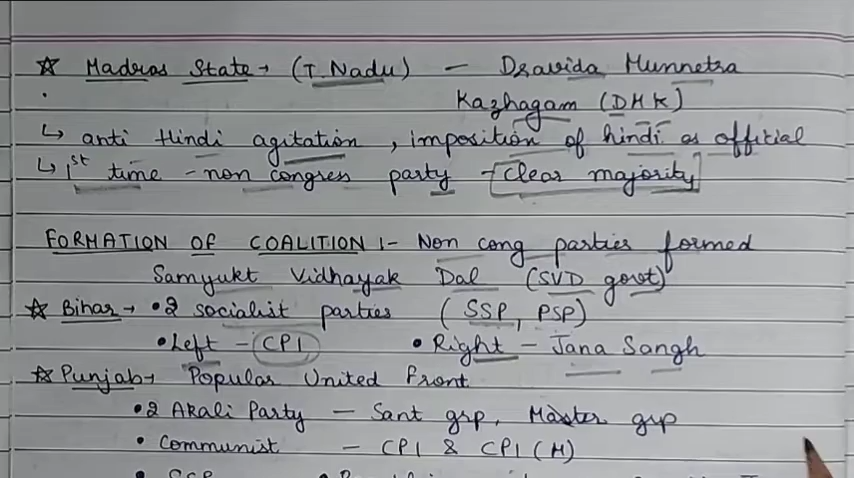 ☆ Madras State → (T. Nadu) - Dravida Munnetra
Kazhagam (DMK)
↳ anti Hindi agitation, imposition of hindi as official
↳ 1st time - non congress party - [clear majority]
FORMATION OF COALITION :- Non cong parties formed
Samyukt Vidhayak Dal (SVD govt)
☆ Bihar → • 2 socialist parties (SSP, PSP)
• Left - CPI • Right - Jana Sangh
☆ Punjab → Popular United Front
• 2 Akali Party - Sant grp, Master grp
• Communist - CPI & CPI (M)